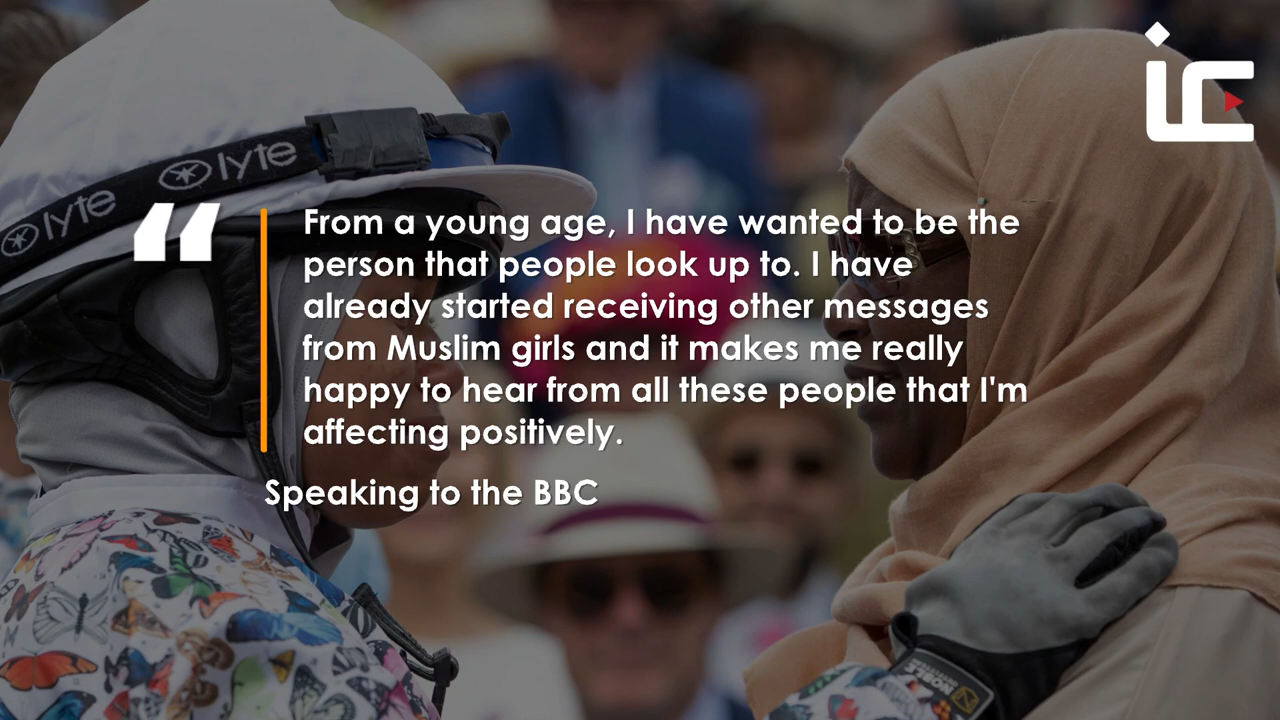 lyte
lyte
“
From a young age, I have wanted to be the
person that people look up to. I have
already started receiving other messages
from Muslim girls and it makes me really
happy to hear from all these people that I'm
affecting positively.
Speaking to the BBC
NOBLE